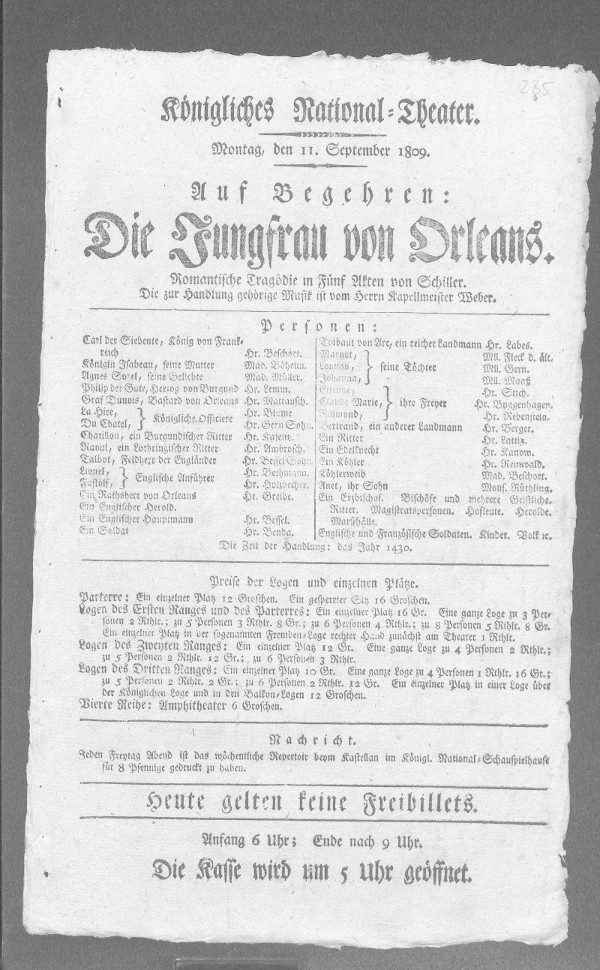 235
Königliches National-Theater.
Montag, den 11. September 1809.
Auf Begehren:
Die Jungfrau von Orleans.
Romantische Tragödie in Fünf Akten von Schiller.
Die zur Handlung gehörige Musik ist vom Herrn Kapellmeister Weber.
Personen:
Carl der Siebente, König von Frank-
reich Hr. Beschort.
Königin Isabeau, seine Mutter Mad. Böheim.
Agnes Sorel, seine Geliebte Mad. Müller.
Philip der Gute, Herzog von Burgund Hr. Lemm.
Graf Dunois, Bastard von Orleans Hr. Mattausch.
La Hire, Hr. Blume.
Königliche Officiere
Du Chatel, Hr. Gern Sohn.
Chatillon, ein Burgundischer Ritter Hr.
Raoul, ein Lothringischer Ritter Hr. Ambrosch.
Talbot, Feldherr der Engländer Hr. Bessel Sohn.
Lionel, Hr. Bethmann.
Englische Anführer
Fastolf, Hr. Holzbecher.
Ein Rathsherr von Orleans Hr. Greibe.
Ein Englischer Herold.
Ein Englischer Hauptmann Hr. Bessel.
Ein Soldat Hr. Benda.
Thibaut von Arc, ein reicher Landmann Hr. Labes.
Margot, Mll. Fleck d. ält.
Louison, seine Töchter Mll. Gern.
Johanna, Mll. Maaß
Etienne, Hr. Stich.
Claude Marie, ihre Freyer Hr. Buggenhagen.
Raimond, Hr. Rebenstein.
Bertrand, ein anderer Landmann Hr. Berger.
Ein Ritter Hr. Lattig.
Ein Edelknecht Hr. Kanow.
Ein Köhler Hr. Reinwald.
Köhlerweib Mad. Beschort.
Anet, ihr Sohn Mons. Rüthling.
Ein Erzbischof. Bischöfe und mehrere Geistliche.
Ritter. Magistratspersonen. Hofleute. Herolde.
Marschälle.
Englische und Französische Soldaten. Kinder. Volk ꝛc.
Die Zeit der Handlung: das Jahr 1430.
Preise der Logen und einzelnen Plätze.
Parterre: Ein einzelner Platz 12 Groschen. Ein gesperrter Sitz 16 Groschen.
Logen des Ersten Ranges und des Parterres: Ein einzelner Platz 16 Gr. Eine ganze Loge zu 3 Per-
sonen 2 Rthlr.; zu 5 Personen 3 Rthlr. 8 Gr.; zu 6 Personen 4 Rthlr.; zu 8 Personen 5 Rthlr. 8 Gr.
Ein einzelner Platz in der sogenannten Fremden-Loge rechter Hand zunächst am Theater 1 Rthlr.
Logen des Zweyten Ranges: Ein einzelner Platz 12 Gr. Eine ganze Loge zu 4 Personen 2 Rthlr.;
zu 5 Personen 2 Rthlr. 12 Gr.; zu 6 Personen 3 Rthlr.
Logen des Dritten Ranges: Ein einzelner Platz 10 Gr. Eine ganze Loge zu 4 Personen 1 Rthlr. 16 Gr.;
zu 5 Personen 2 Rthlr. 2 Gr.; zu 6 Personen 2 Rthlr. 12 Gr. Ein einzelner Platz in einer Loge über
der Königlichen Loge und in den Balkon-Logen 12 Groschen.
Vierte Reihe: Amphitheater 6 Groschen.
Nachricht.
Jeden Freytag Abend ist das wöchentliche Repertoir beym Kastellan im Königl. National-Schauspielhause
für 8 Pfennige gedruckt zu haben.
Heute gelten keine Freibillets.
Anfang 6 Uhr; Ende nach 9 Uhr.
Die Kasse wird um 5 Uhr geöffnet.